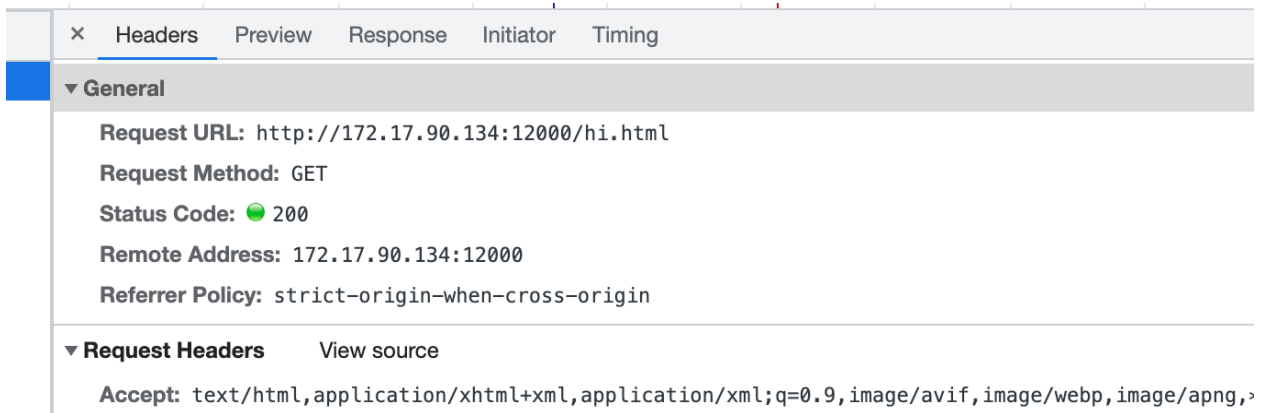 × Headers Preview Response Initiator Timing
▼ General
Request URL: http://172.17.90.134:12000/hi.html
Request Method: GET
Status Code: 200
Remote Address: 172.17.90.134:12000
Referrer Policy: strict-origin-when-cross-origin
▼ Request Headers View source
Accept: text/html,application/xhtml+xml,application/xml;q=0.9,image/avif,image/webp,image/apng,